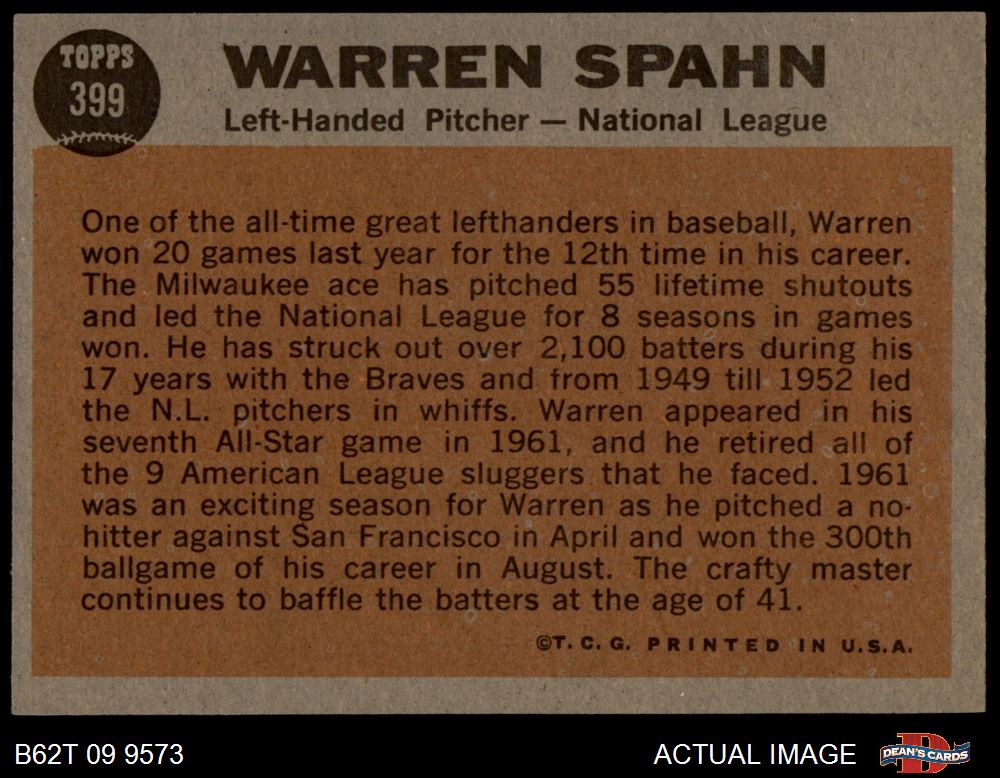 TOPPS
399
WARREN SPAHN
Left-Handed Pitcher — National League
One of the all-time great lefthanders in baseball, Warren
won 20 games last year for the 12th time in his career.
The Milwaukee ace has pitched 55 lifetime shutouts
and led the National League for 8 seasons in games
won. He has struck out over 2,100 batters during his
17 years with the Braves and from 1949 till 1952 led
the N.L. pitchers in whiffs. Warren appeared in his
seventh All-Star game in 1961, and he retired all of
the 9 American League sluggers that he faced. 1961
was an exciting season for Warren as he pitched a no-
hitter against San Francisco in April and won the 300th
ballgame of his career in August. The crafty master
continues to baffle the batters at the age of 41.
©T.C.G. PRINTED IN U.S.A.
B62T 09 9573
ACTUAL IMAGE
D
DEAN'S CARDS